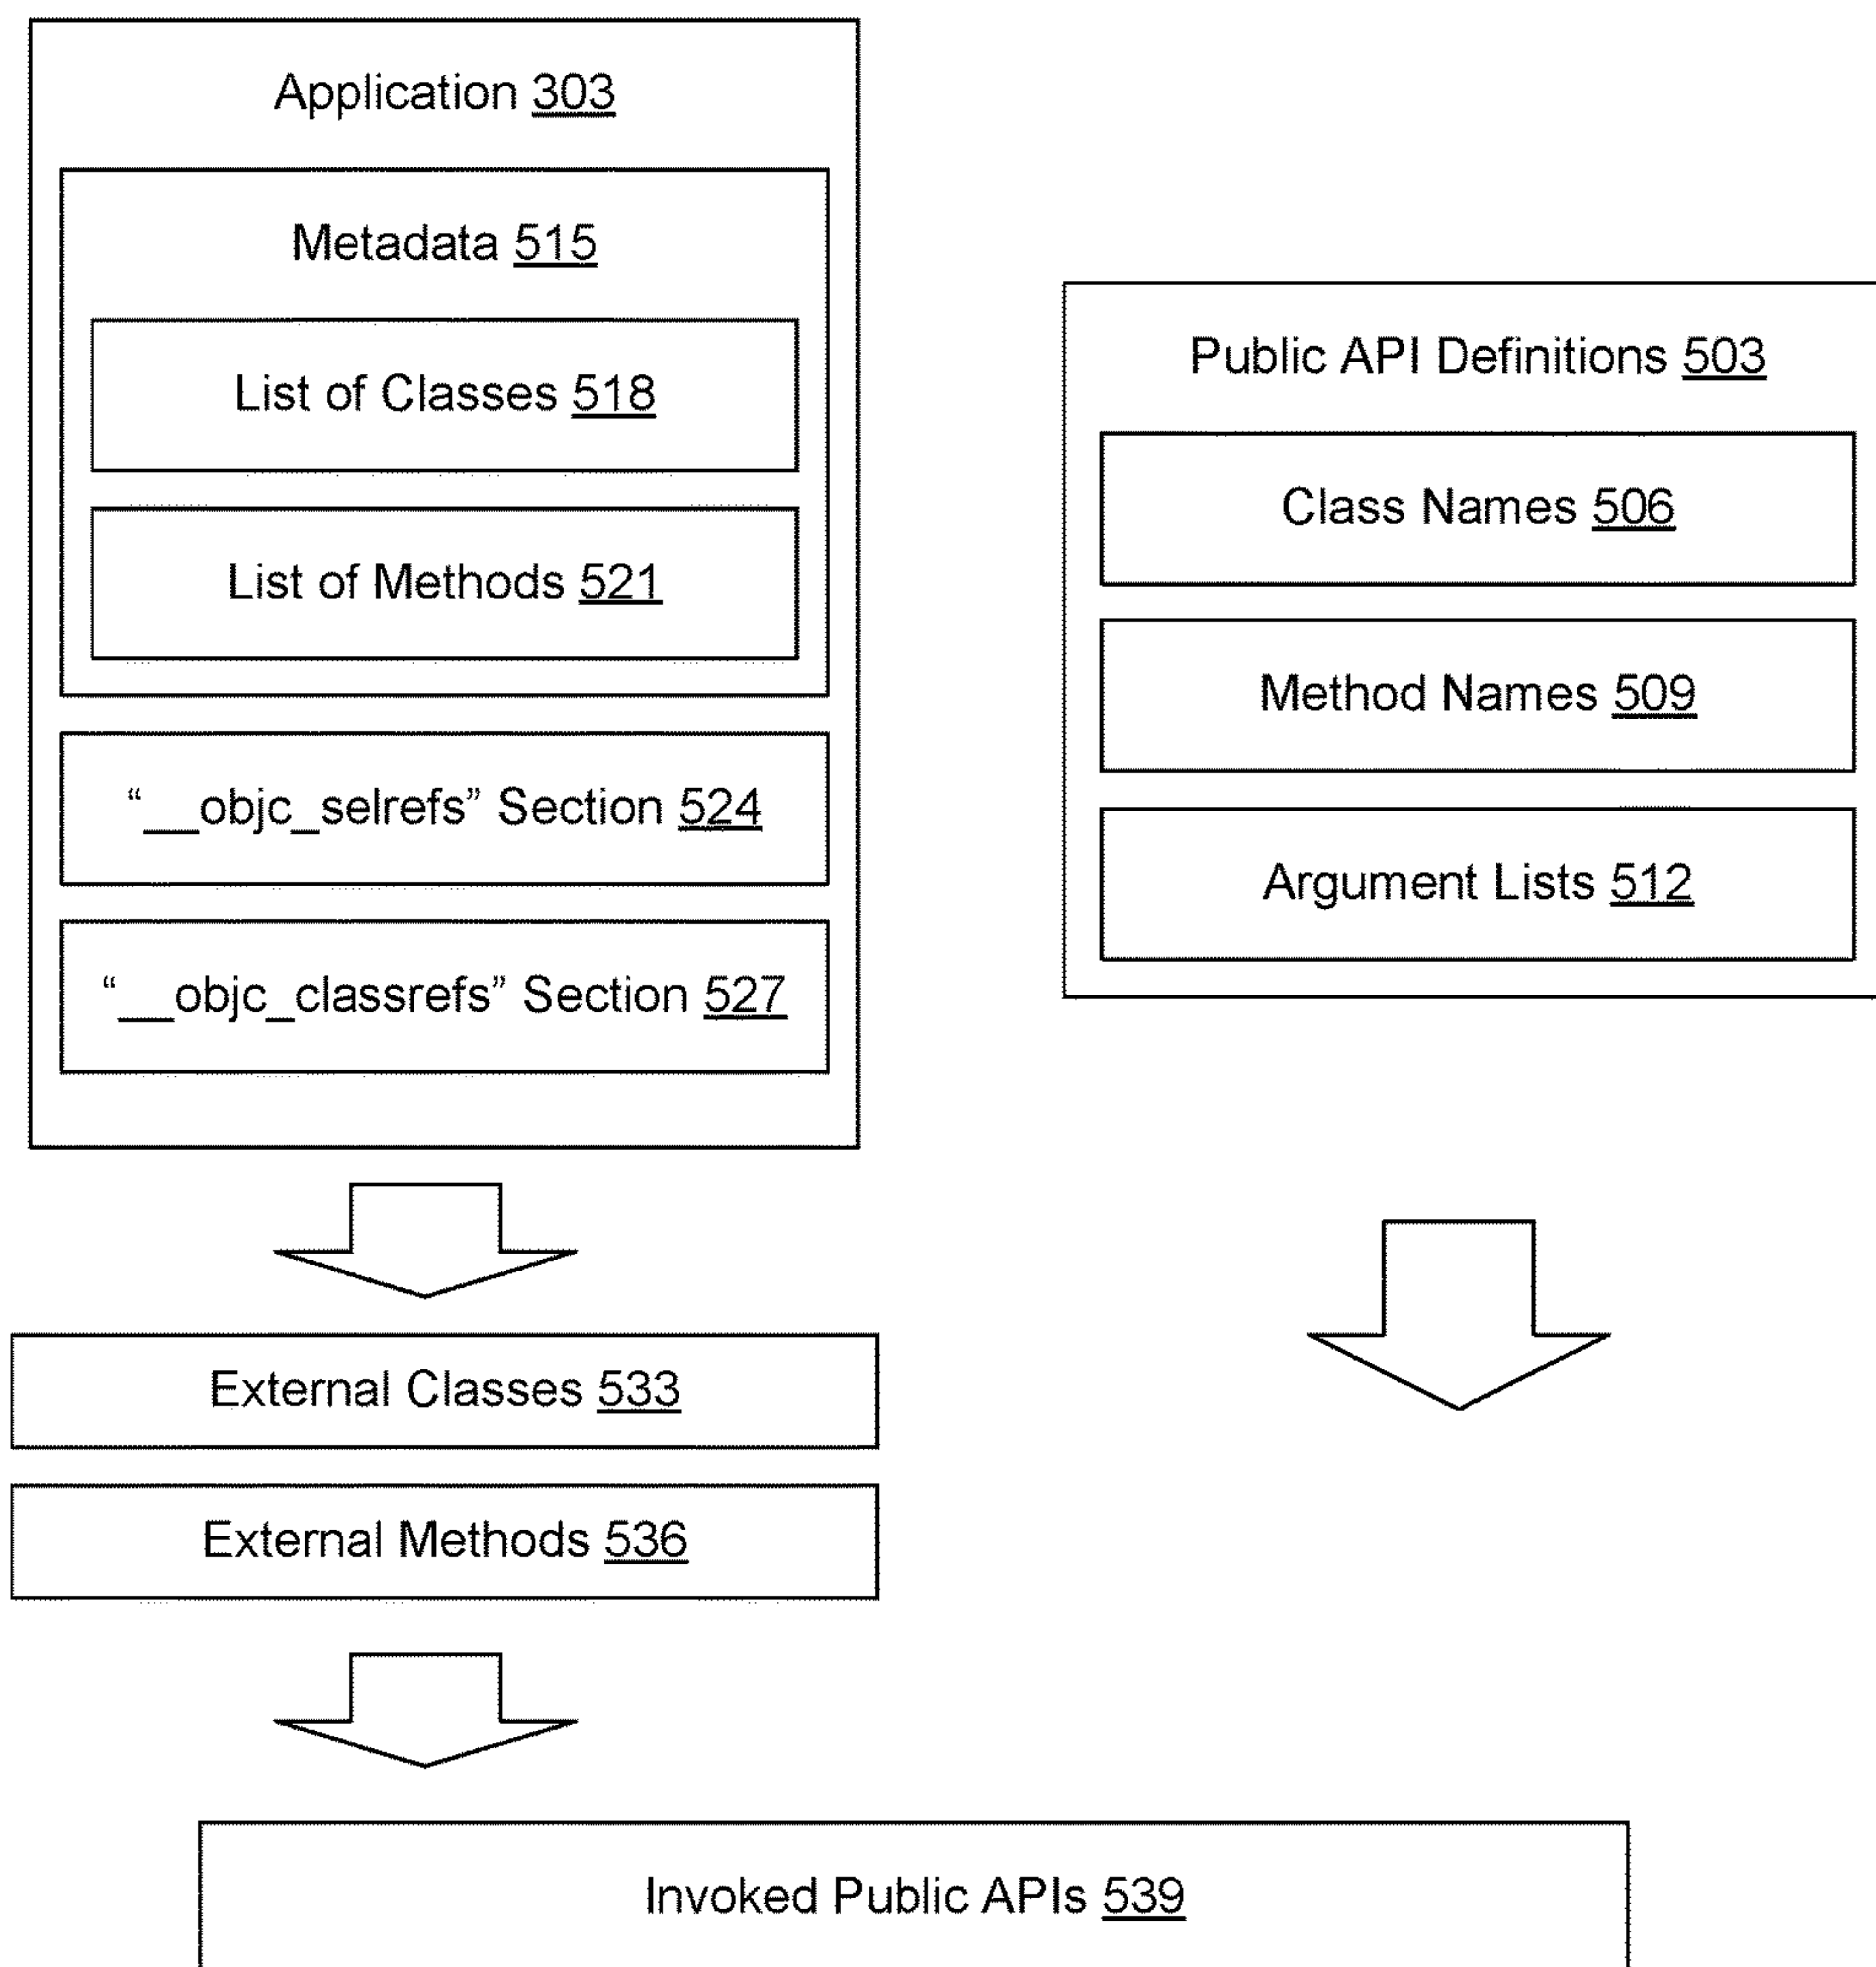 Application 303
Metadata 515
List of Classes 518
List of Methods 521
“__objc_selrefs” Section 524
“__objc_classrefs” Section 527
Public API Definitions 503
Class Names 506
Method Names 509
Argument Lists 512
External Classes 533
External Methods 536
Invoked Public APIs 539